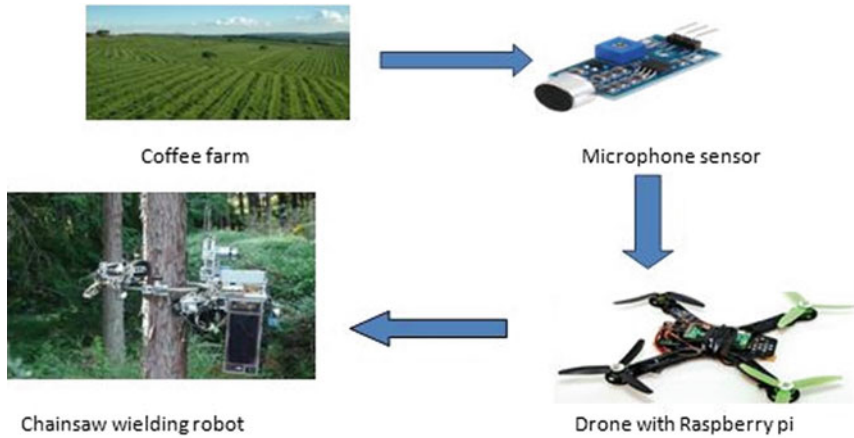 Coffee farm
Microphone sensor
Chainsaw wielding robot
Drone with Raspberry pi